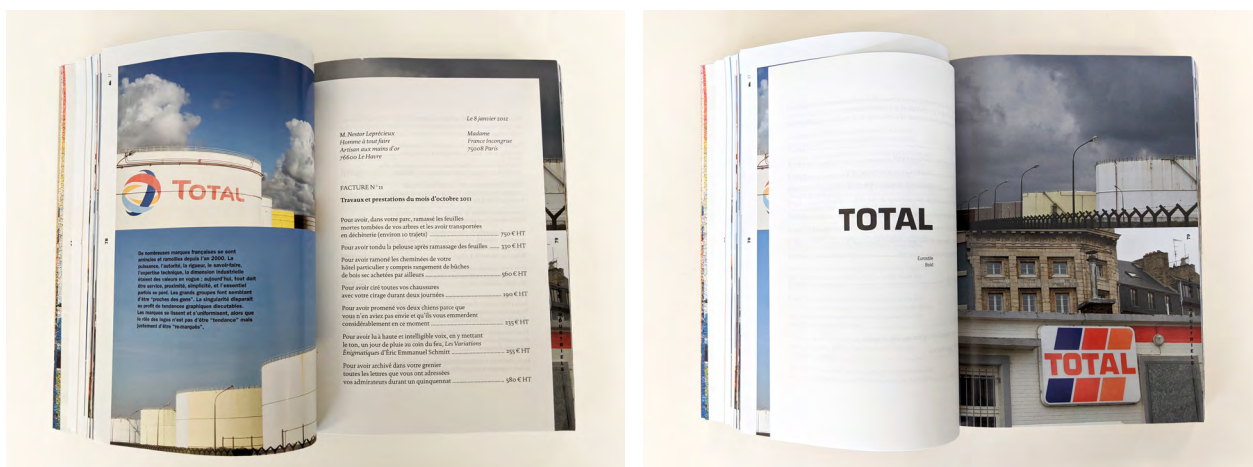 TOTAL
De nombreuses marques françaises se sont
arrondies et ramollies depuis l'an 2000. La
puissance, l'autorité, la rigueur, le savoir-faire,
l'expertise technique, la dimension industrielle
étaient des valeurs en vogue ; aujourd'hui, tout doit
être service, proximité, simplicité, et l'essentiel
parfois se perd. Les grands groupes font semblant
d'être "proches des gens". La singularité disparaît
au profit de tendances graphiques discutables.
Les marques se lissent et s'uniformisent, alors que
le rôle des logos n'est pas d'être "tendance" mais
justement d'être "re-marqués".
Le 8 janvier 2012
M. Nestor Leprécieux
Homme à tout faire
Artisan aux mains d'or
76600 Le Havre
Madame
France Incongrue
75008 Paris
FACTURE N°11
Travaux et prestations du mois d'octobre 2011
Pour avoir, dans votre parc, ramassé les feuilles
mortes tombées de vos arbres et les avoir transportées
en déchèterie (environ 10 trajets) 750 € HT
Pour avoir tondu la pelouse après ramassage des feuilles 330 € HT
Pour avoir ramoné les cheminées de votre
hôtel particulier y compris rangement de bûches
de bois sec achetées par ailleurs 560 € HT
Pour avoir ciré toutes vos chaussures
avec votre cirage durant deux journées 190 € HT
Pour avoir promené vos deux chiens parce que
vous n'en aviez pas envie et qu'ils vous emmerdent
considérablement en ce moment 235 € HT
Pour avoir lu à haute et intelligible voix, en y mettant
le ton, un jour de pluie au coin du feu, Les Variations
Énigmatiques d'Éric Emmanuel Schmitt 255 € HT
Pour avoir archivé dans votre grenier
toutes les lettres que vous ont adressées
vos admirateurs durant un quinquennat 380 € HT
TOTAL
Eurostile
Bold
TOTAL